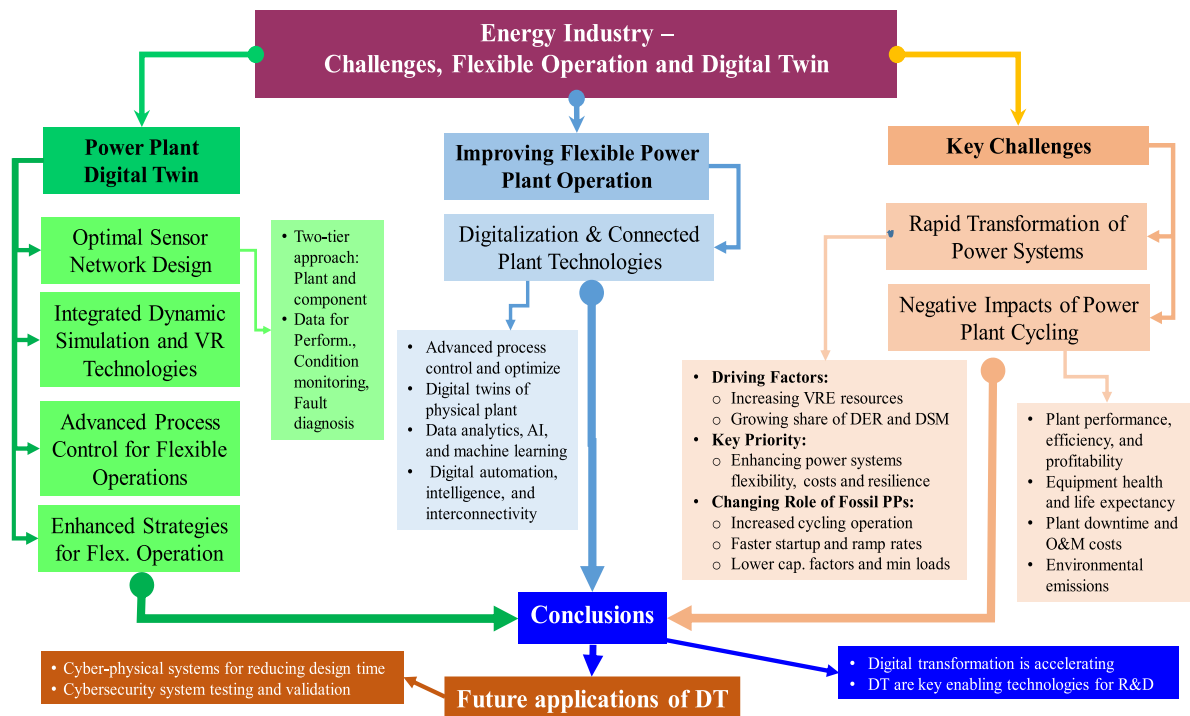 Energy Industry –
Challenges, Flexible Operation and Digital Twin
Power Plant
Digital Twin
Optimal Sensor
Network Design
Integrated Dynamic
Simulation and VR
Technologies
Advanced Process
Control for Flexible
Operations
Enhanced Strategies
for Flex. Operation
• Two-tier
approach:
Plant and
component
• Data for
Perform.,
Condition
monitoring,
Fault
diagnosis
Improving Flexible Power
Plant Operation
Digitalization & Connected
Plant Technologies
• Advanced process
control and optimize
• Digital twins of
physical plant
• Data analytics, AI,
and machine learning
• Digital automation,
intelligence, and
interconnectivity
Key Challenges
Rapid Transformation of
Power Systems
Negative Impacts of Power
Plant Cycling
• Driving Factors:
o Increasing VRE resources
o Growing share of DER and DSM
• Key Priority:
o Enhancing power systems
flexibility, costs and resilience
• Changing Role of Fossil PPs:
o Increased cycling operation
o Faster startup and ramp rates
o Lower cap. factors and min loads
• Plant performance,
efficiency, and
profitability
• Equipment health
and life expectancy
• Plant downtime and
O&M costs
• Environmental
emissions
Conclusions
• Cyber-physical systems for reducing design time
• Cybersecurity system testing and validation
Future applications of DT
• Digital transformation is accelerating
• DT are key enabling technologies for R&D